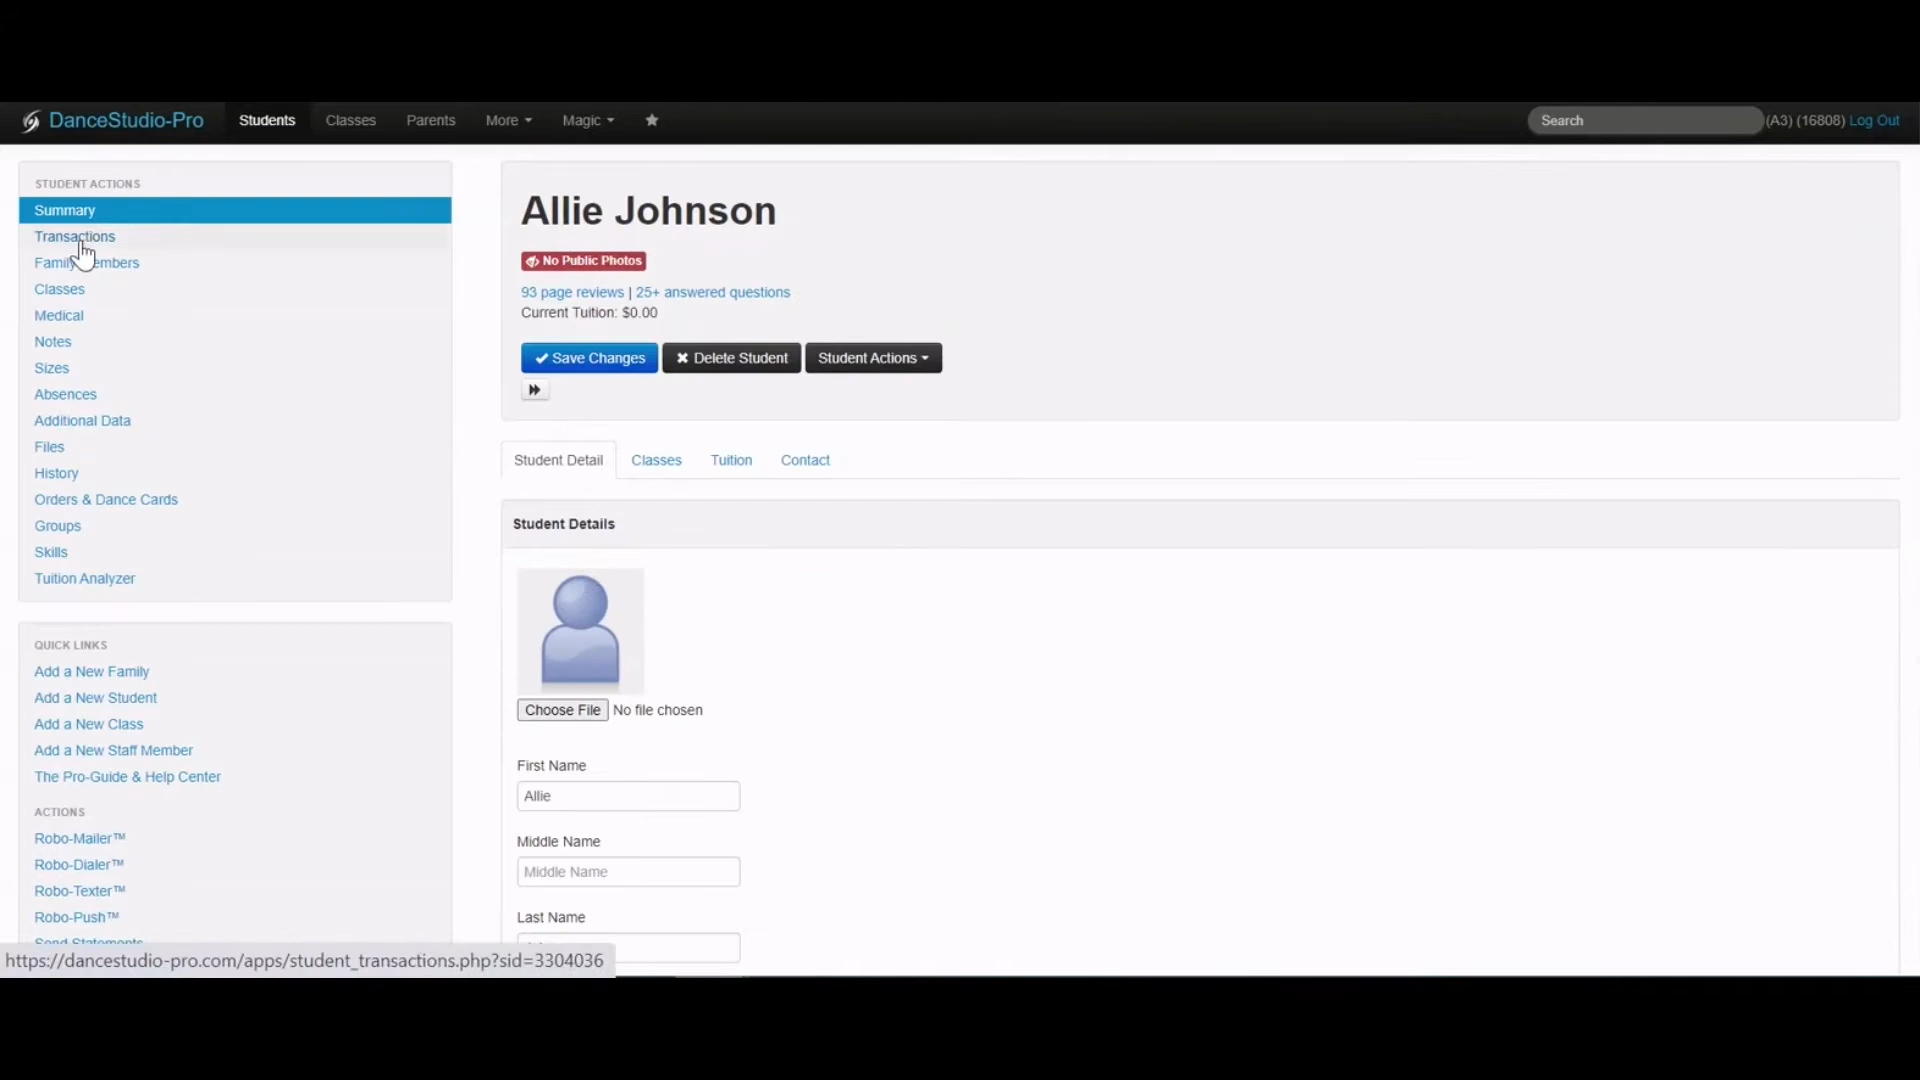 DanceStudio-Pro Students Classes Parents More Magic Search (A3) (16808) Log Out
STUDENT ACTIONS
Summary
Transactions
Classes
Medical
Notes
Sizes
Absences
Additional Data
Files
History
Orders & Dance Cards
Groups
Skills
Tuition Analyzer
QUICK LINKS
Add a New Family
Add a New Student
Add a New Class
Add a New Staff Member
The Pro-Guide & Help Center
ACTIONS
Robo-Mailer™
Robo-Dialer™
Robo-Texter™
Robo-Push™
Send Statements
https://dancestudio-pro.com/apps/student_transactions.php?sid=3304036
Allie Johnson
No Public Photos
93 page reviews | 25+ answered questions
Current Tuition: $0.00
Save Changes Delete Student Student Actions
Student Detail Classes Tuition Contact
Student Details
Choose File No file chosen
First Name
Allie
Middle Name
Middle Name
Last Name